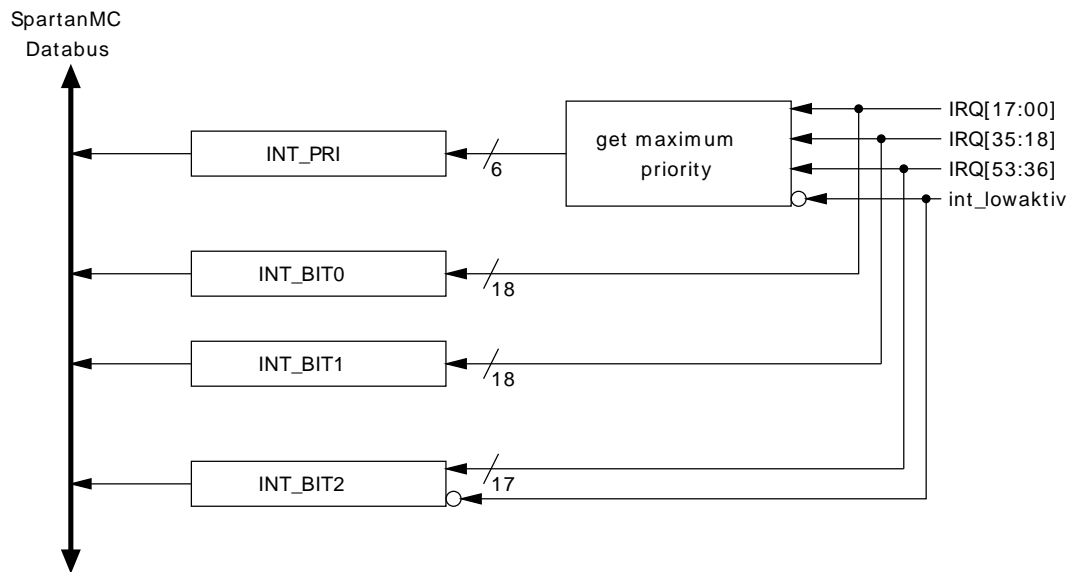 SpartanMC
Databus
IRQ[17:00]
get maximum
priority
IRQ[35:18]
INT_PRI
6
IRQ[53:36]
int_lowaktiv
INT_BIT0
18
INT_BIT1
18
INT_BIT2
17